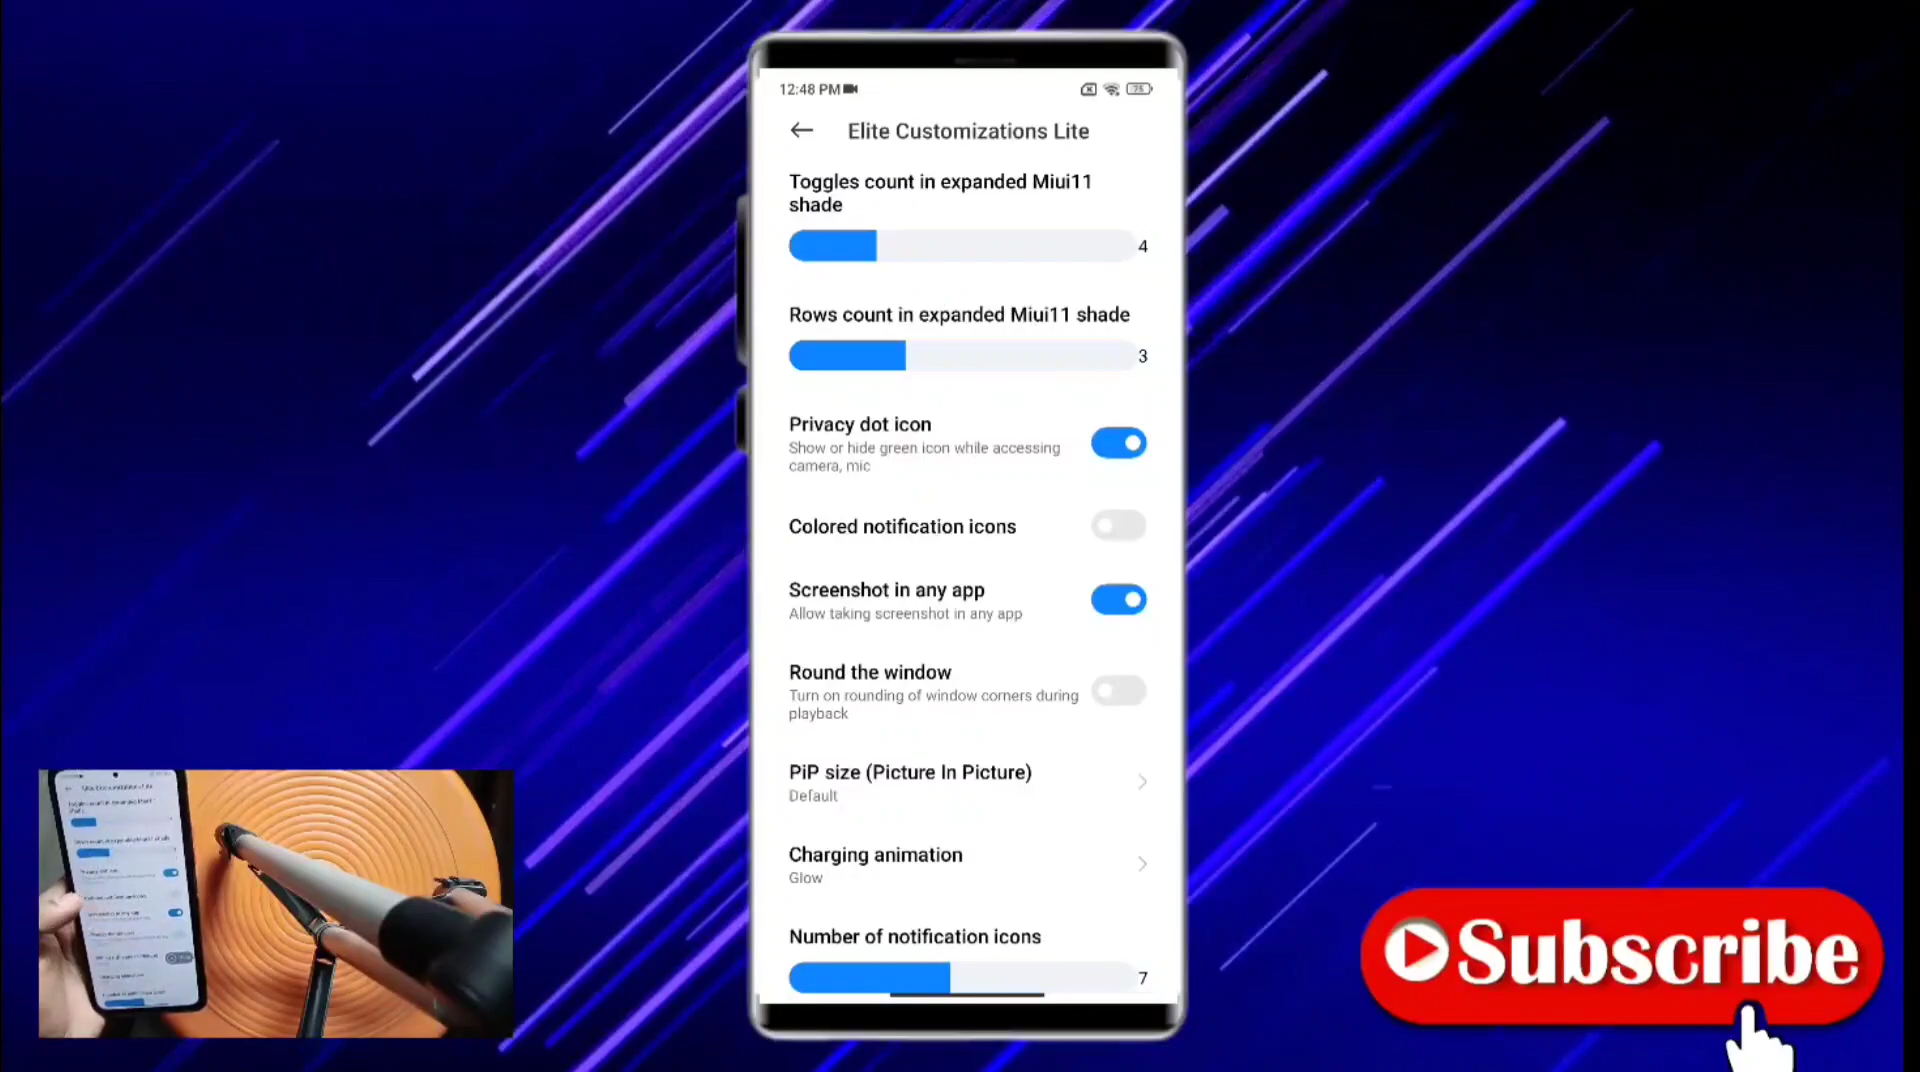 12:48 PM
75
Elite Customizations Lite
Toggles count in expanded Miui11
shade
4
Rows count in expanded Miui11 shade
3
Privacy dot icon
Show or hide green icon while accessing
camera, mic
Colored notification icons
Screenshot in any app
Allow taking screenshot in any app
Round the window
Turn on rounding of window corners during
playback
PiP size (Picture In Picture)
Default
Charging animation
Glow
Number of notification icons
7
Subscribe